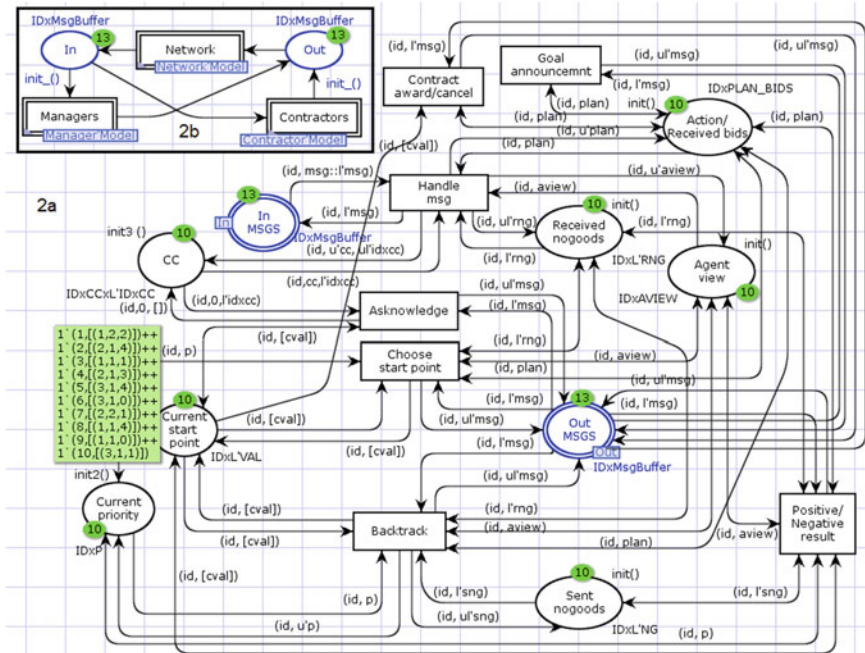 IDxMsgBuffer
IDxMsgBuffer
In
13
Network
Out
13
Network Model
init_()
init_()
Managers
Contractors
Manager Model
2b
Contractor Model
(id, l'msg)
(id, ul'msg)
Contract
award/cancel
Goal
announcemnt
(id, ul'msg)
(id, l'msg)
IDxPLAN_BIDS
init()
10
(id, plan)
(id, plan)
Action/
Received bids
(id, plan)
(id, u'plan)
(id, plan)
(id, [cval])
2a
(id, msg::l'msg)
13
In
MSGS
In
IDxMsgBuffer
(id, l'msg)
Handle
msg
(id, u'aview)
(id, aview)
(id, ul'rng)
(id, l'rng)
10
init()
Received
nogoods
(id, l'rng)
IDxL'RNG
init()
Agent
view
10
IDxAVIEW
init3 ()
10
CC
(id, u'cc, ul'idxcc)
(id,cc,l'idxcc)
IDxCCxL'IDxCC
(id,0,l'idxcc)
(id,0, [])
Asknowledge
(id, ul'msg)
(id, l'msg)
(id, [cval])
1`(1,[(1,2,2)])++
1`(2,[(2,1,4)])++
1`(3,[(1,1,1)])++
1`(4,[(2,1,3)])++
1`(5,[(3,1,4)])++
1`(6,[(3,1,0)])++
1`(7,[(2,2,1)])++
1`(8,[(1,1,4)])++
1`(9,[(1,1,0)])++
1`(10,[(3,1,1)])
(id, p)
Choose
start point
(id, l'rng)
(id, aview)
(id, plan)
10
Current
start
point
IDxL'VAL
(id, [cval])
(id, [cval])
(id, l'msg)
(id, ul'msg)
13
Out
MSGS
Out
IDxMsgBuffer
(id, ul'msg)
(id, l'msg)
(id, l'msg)
(id, ul'msg)
init2()
Current
priority
10
IDxP
(id, [cval])
(id, [cval])
(id, [cval])
Backtrack
(id, l'rng)
(id, aview)
(id, plan)
Positive/
Negative
result
(id, aview)
(id, p)
(id, u'p)
(id, l'sng)
(id, ul'sng)
10
init()
Sent
nogoods
IDxL'NG
(id, l'sng)
(id, p)